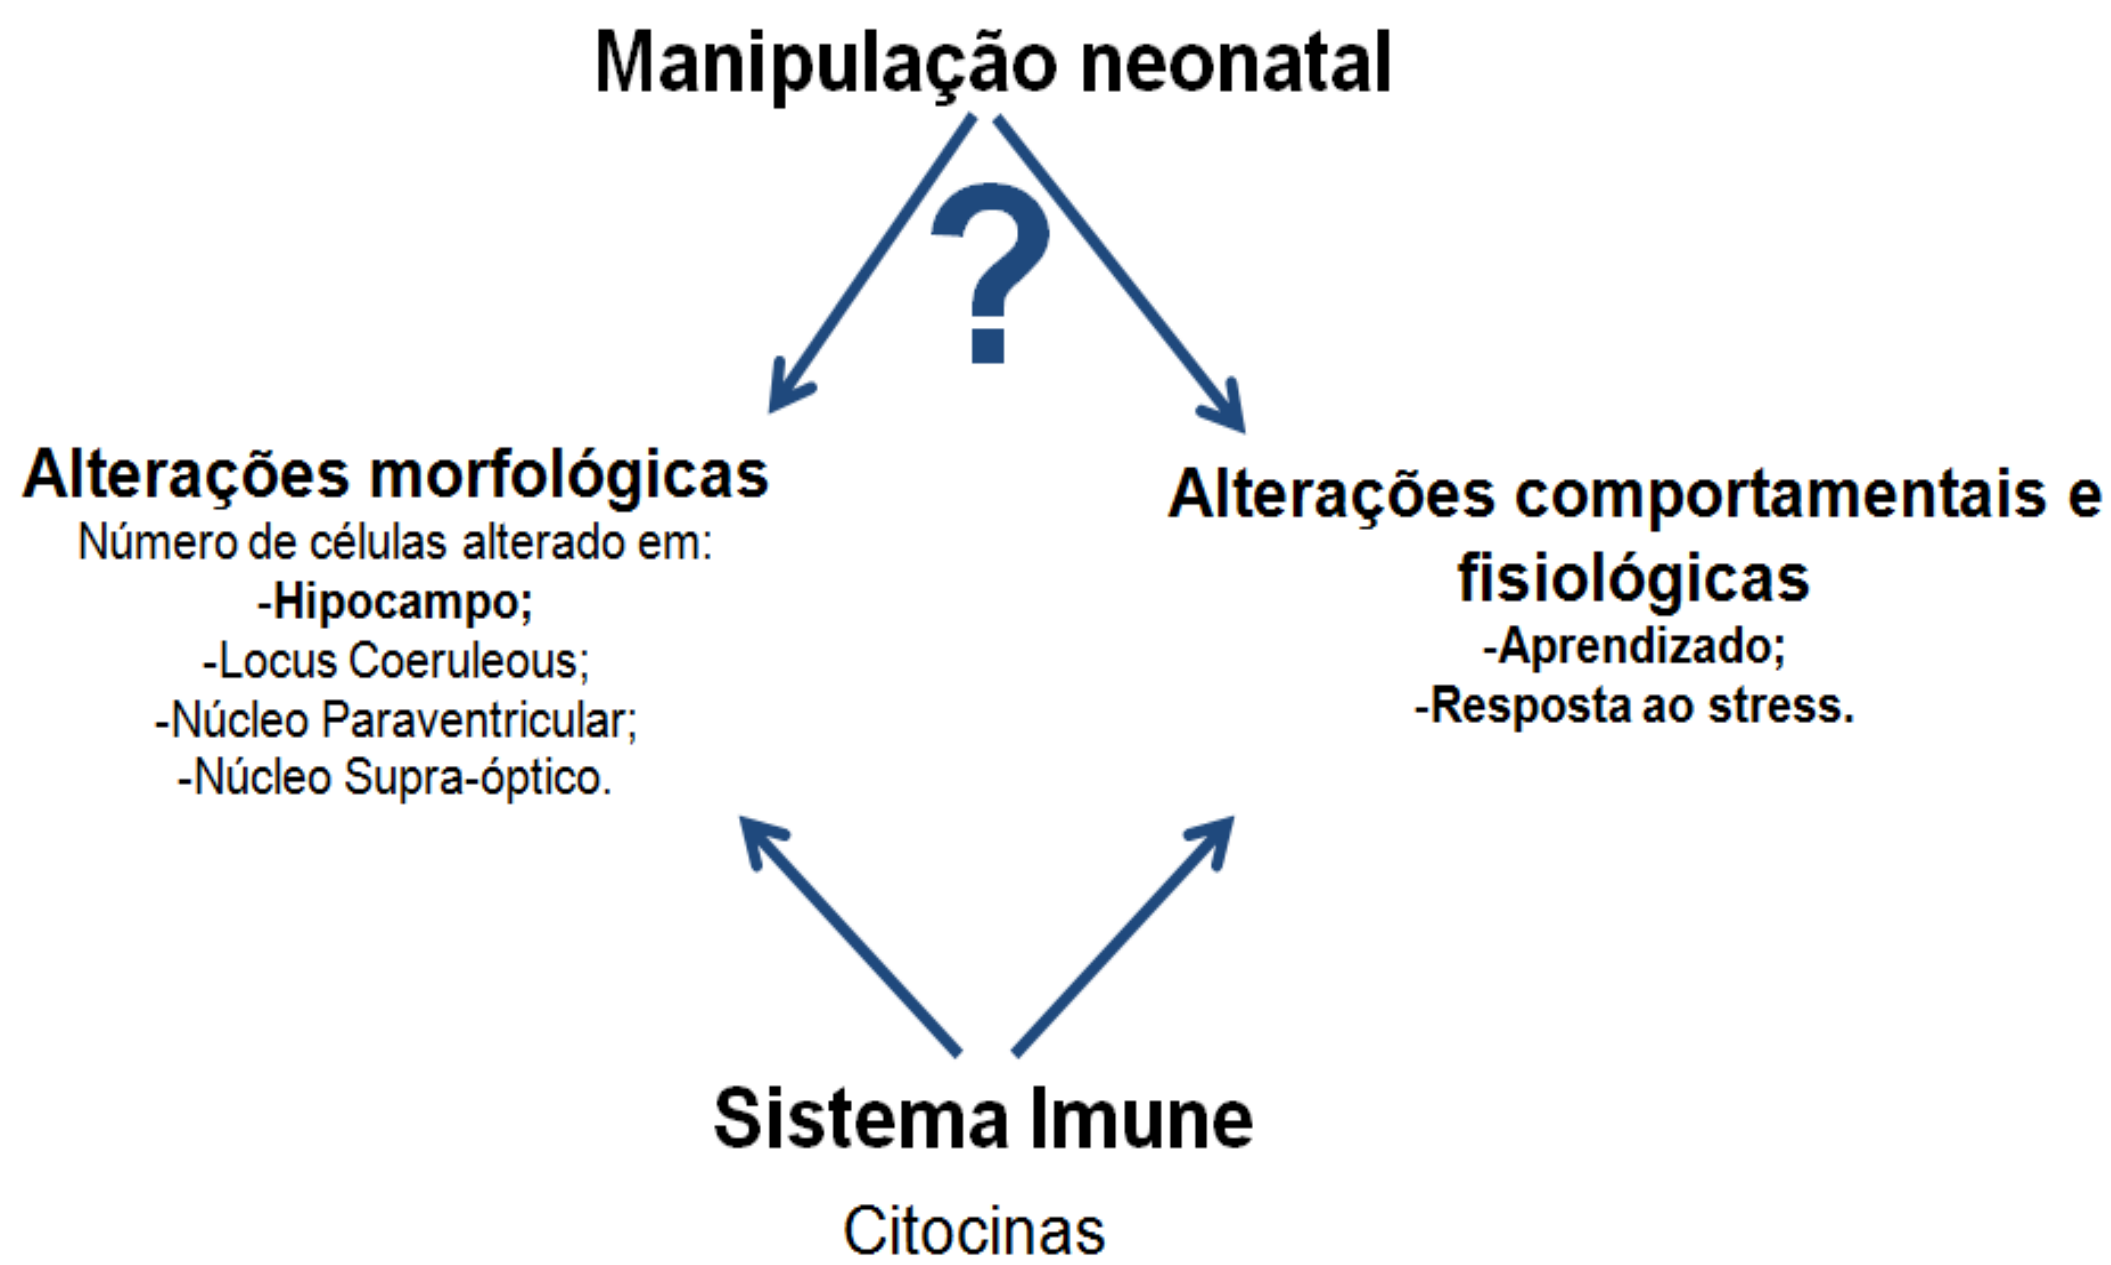 Manipulação neonatal
?
Alterações morfológicas
Número de células alterado em:
-Hipocampo;
-Locus Coeruleous;
-Núcleo Paraventricular;
-Núcleo Supra-óptico.
Alterações comportamentais e
fisiológicas
-Aprendizado;
-Resposta ao stress.
Sistema Imune
Citocinas